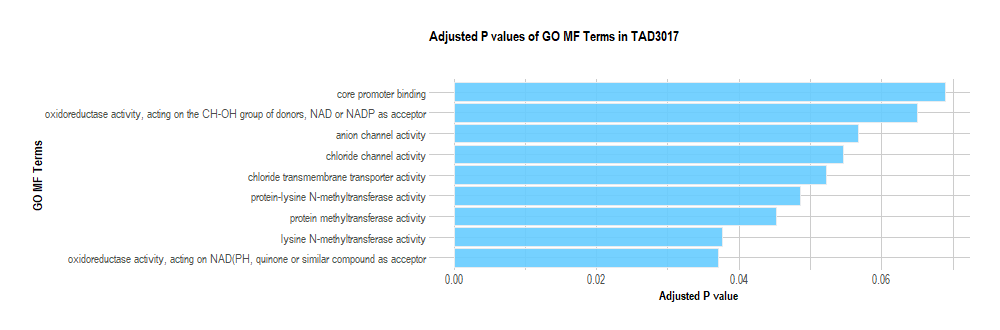 Adjusted P values of GO MF Terms in TAD3017
core promoter binding
oxidoreductase activity, acting on the CH-OH group of donors, NAD or NADP as acceptor
anion channel activity
chloride channel activity
chloride transmembrane transporter activity
protein-lysine N-methyltransferase activity
protein methyltransferase activity
lysine N-methyltransferase activity
oxidoreductase activity, acting on NAD(PH, quinone or similar compound as acceptor
GO MF Terms
0.00 0.02 0.04 0.06
Adjusted P value